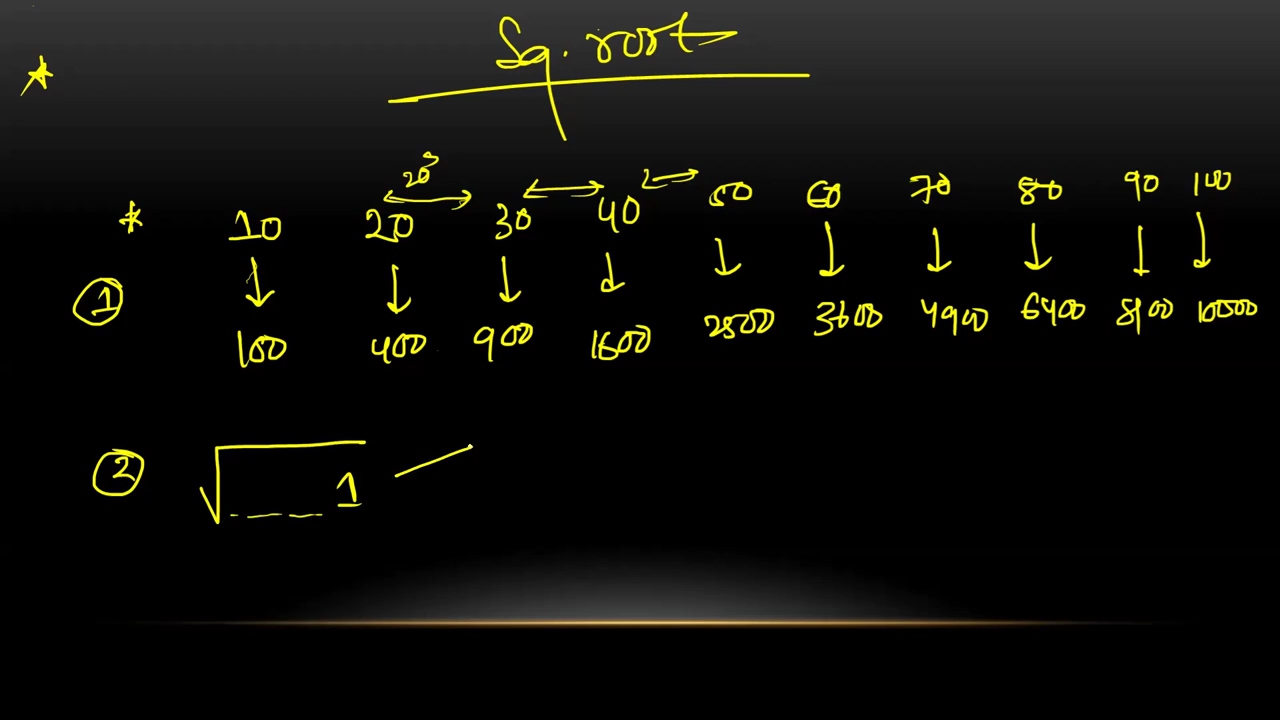 Sq. root
20
* 10 20 30 40 50 60 70 80 90 100
① 100 400 900 1600 2500 3600 4900 6400 8100 10000
② √ _ _ _ _ 1